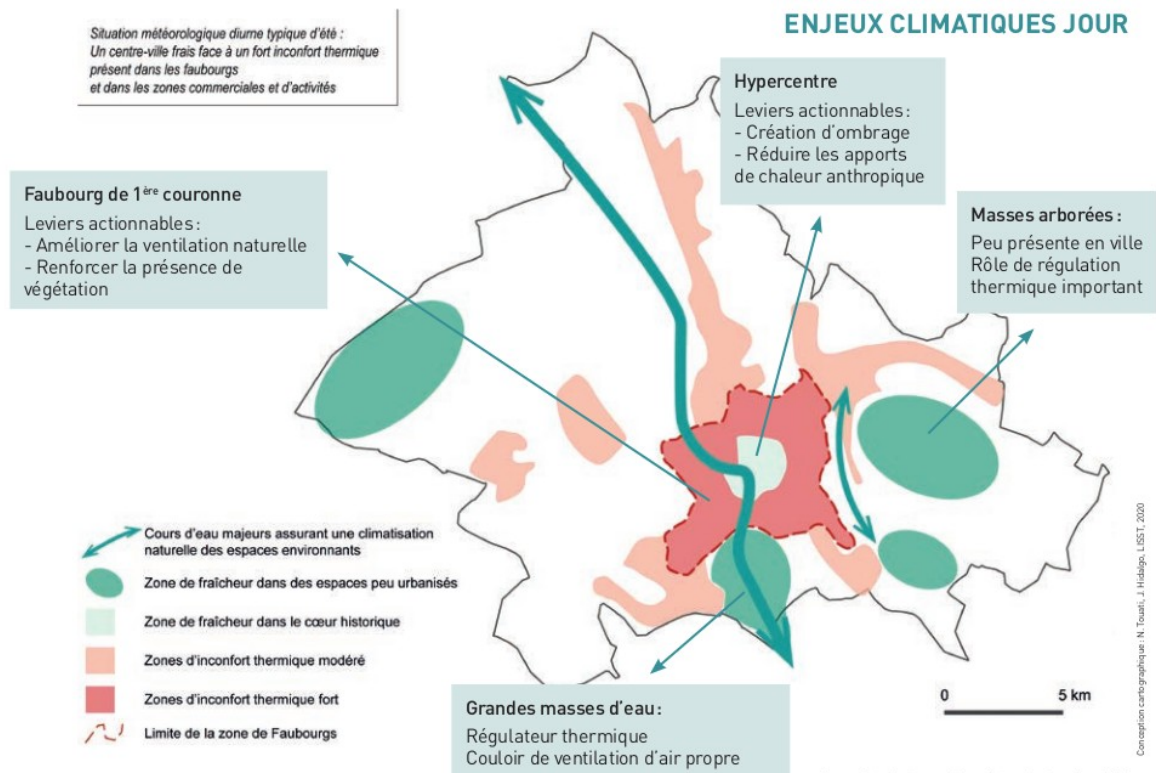 ENJEUX CLIMATIQUES JOUR
Situation météorologique diurne typique d'été :
Un centre-ville frais face à un fort inconfort thermique
présent dans les faubourgs
et dans les zones commerciales et d'activités
Hypercentre
Leviers actionnables :
- Création d'ombrage
- Réduire les apports
de chaleur anthropique
Faubourg de 1ère couronne
Leviers actionnables :
- Améliorer la ventilation naturelle
- Renforcer la présence de
végétation
Masses arborées :
Peu présente en ville
Rôle de régulation
thermique important
Cours d'eau majeurs assurant une climatisation
naturelle des espaces environnants
Zone de fraîcheur dans des espaces peu urbanisés
Zone de fraîcheur dans le cœur historique
Zones d'inconfort thermique modéré
Zones d'inconfort thermique fort
Limite de la zone de Faubourgs
Grandes masses d'eau :
Régulateur thermique
Couloir de ventilation d'air propre
0 5 km
Conception cartographique : N. Touati, J. Hidalgo, LISST, 2020